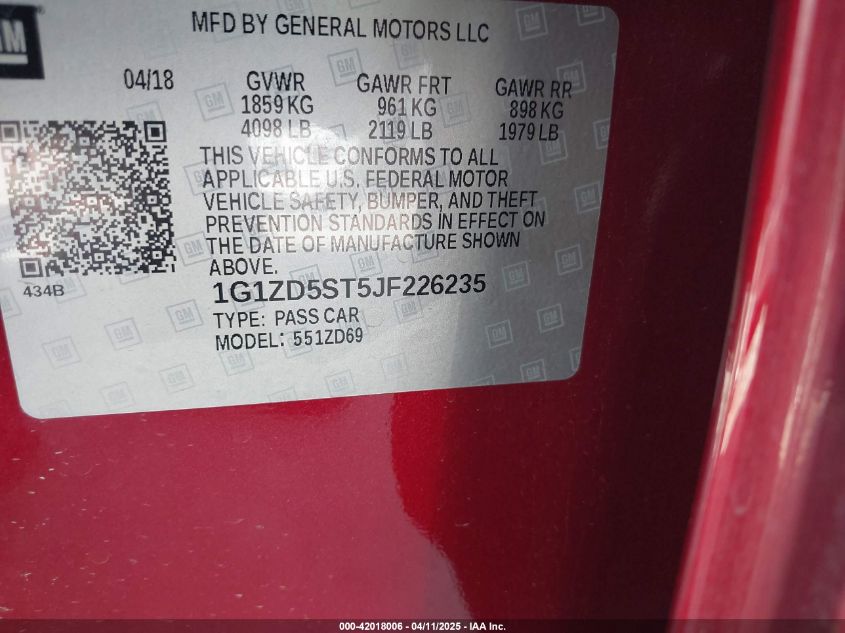 GM
MFD BY GENERAL MOTORS LLC
04/18 GVWR GAWR FRT GAWR RR
1859 KG 961 KG 898 KG
4098 LB 2119 LB 1979 LB
THIS VEHICLE CONFORMS TO ALL
APPLICABLE U.S. FEDERAL MOTOR
VEHICLE SAFETY, BUMPER, AND THEFT
PREVENTION STANDARDS IN EFFECT ON
THE DATE OF MANUFACTURE SHOWN
ABOVE.
434B
1G1ZD5ST5JF226235
TYPE: PASS CAR
MODEL: 551ZD69
000-42018006 - 04/11/2025 - IAA Inc.